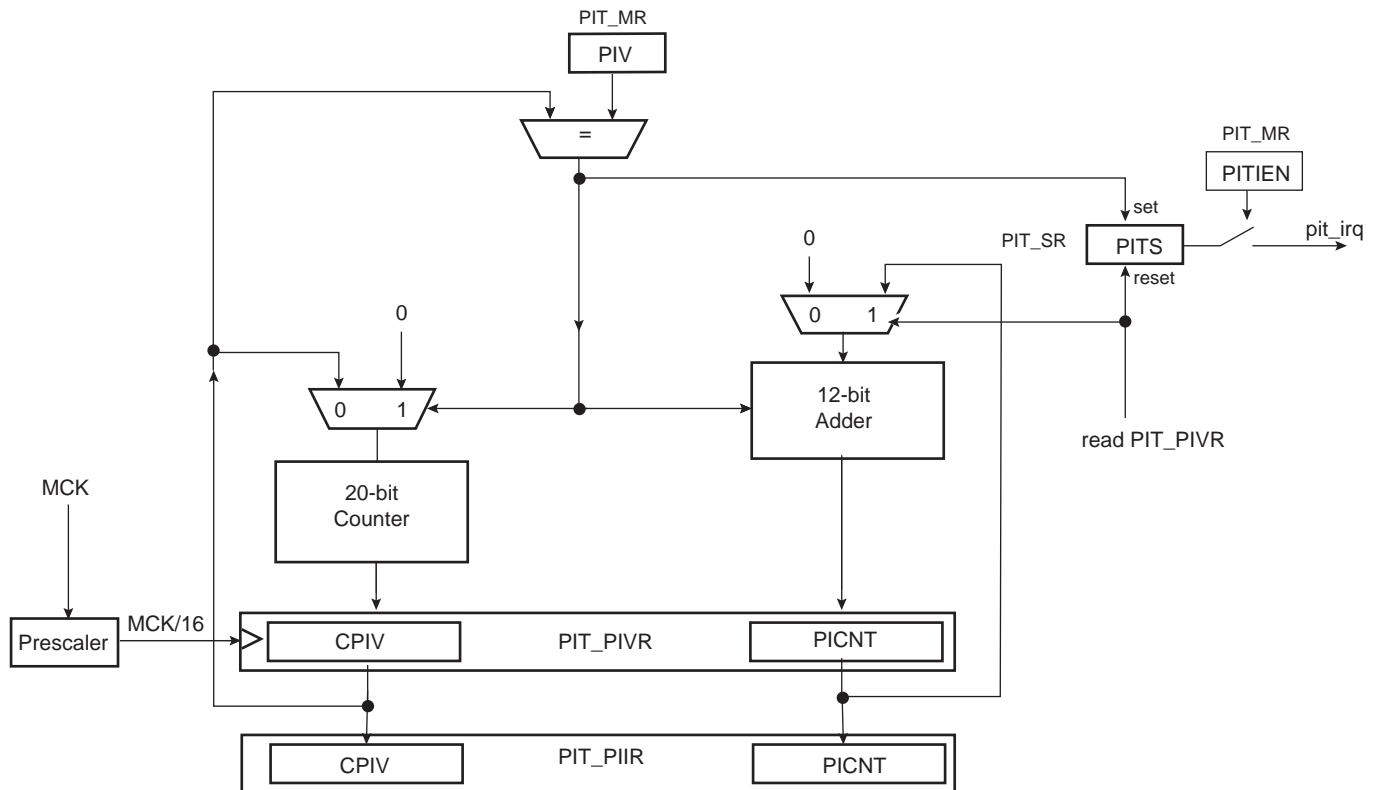 PIT_MR
PIV
=
PIT_MR
PITIEN
set
PIT_SR
PITS
pit_irq
reset
0
0 1
0
0 1
12-bit
Adder
read PIT_PIVR
20-bit
Counter
MCK
MCK/16
Prescaler
CPIV
PIT_PIVR
PICNT
CPIV
PIT_PIIR
PICNT